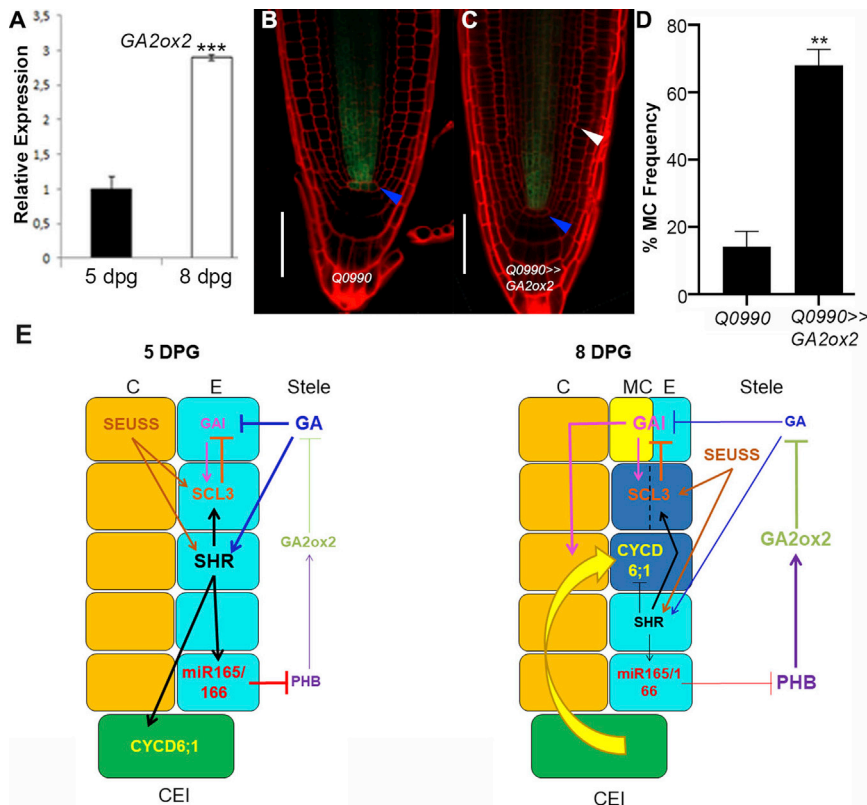 A
GA2ox2
***
Relative Expression
3,5
3
2,5
2
1,5
1
0,5
0
5 dpg
8 dpg
B
Q0990
C
Q0990>>
GA2ox2
D
**
% MC Frequency
80
60
40
20
0
Q0990
Q0990>>
GA2ox2
E
5 DPG
C
E
Stele
SEUSS
GAI
GA
SCL3
SHR
GA2ox2
miR165/
166
PHB
CYCD6;1
CEI
8 DPG
C
MC
E
Stele
GAI
GA
SEUSS
SCL3
CYCD
6;1
GA2ox2
SHR
miR165/1
66
PHB
CEI